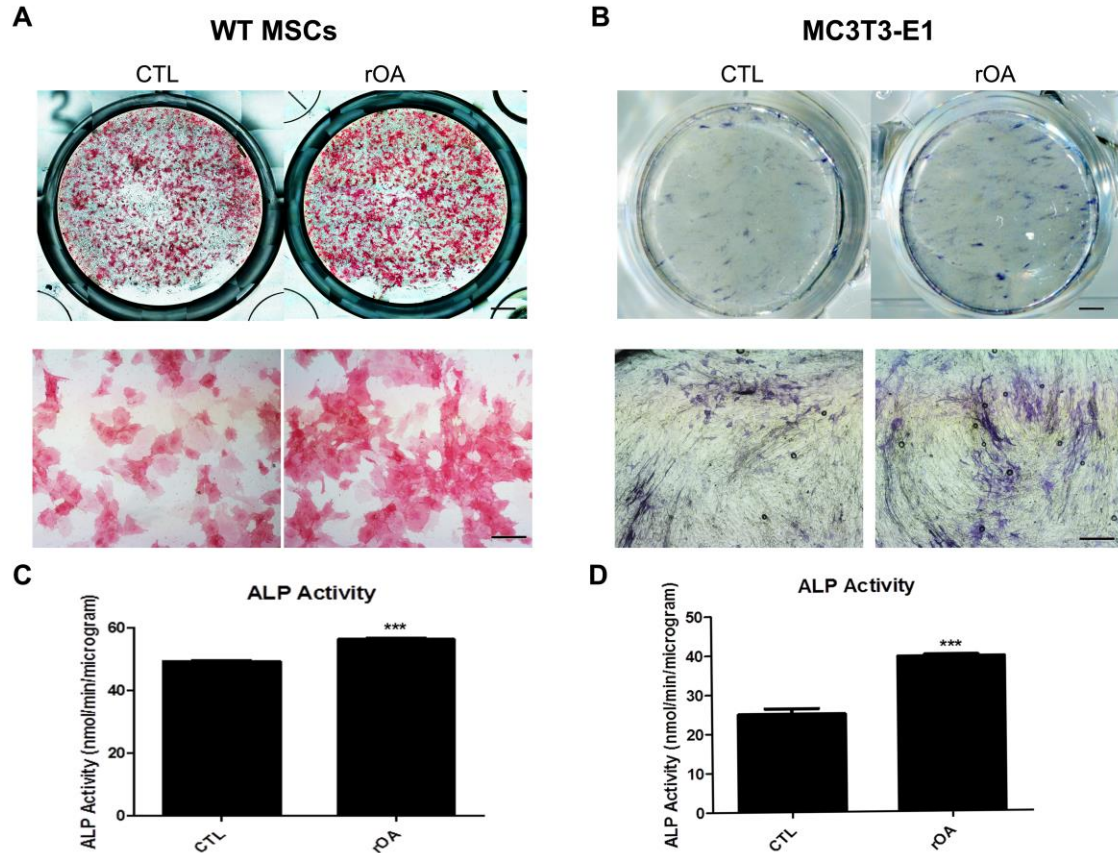 A
WT MSCs
CTL
rOA
2
B
MC3T3-E1
CTL
rOA
C
ALP Activity
ALP Activity (nmol/min/microgram)
60
40
20
0
***
CTL
rOA
D
ALP Activity
ALP Activity (nmol/min/microgram)
50
40
30
20
10
0
***
CTL
rOA